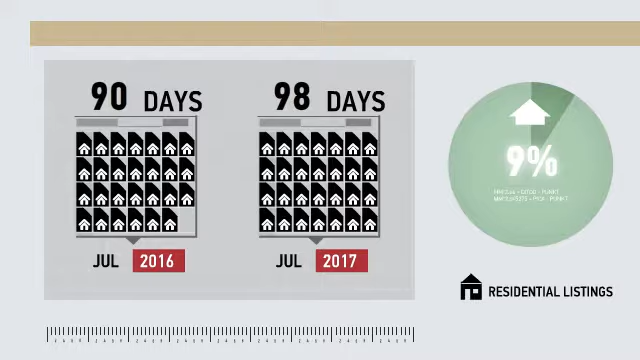 90 DAYS
98 DAYS
9%
JUL 2016
JUL 2017
RESIDENTIAL LISTINGS